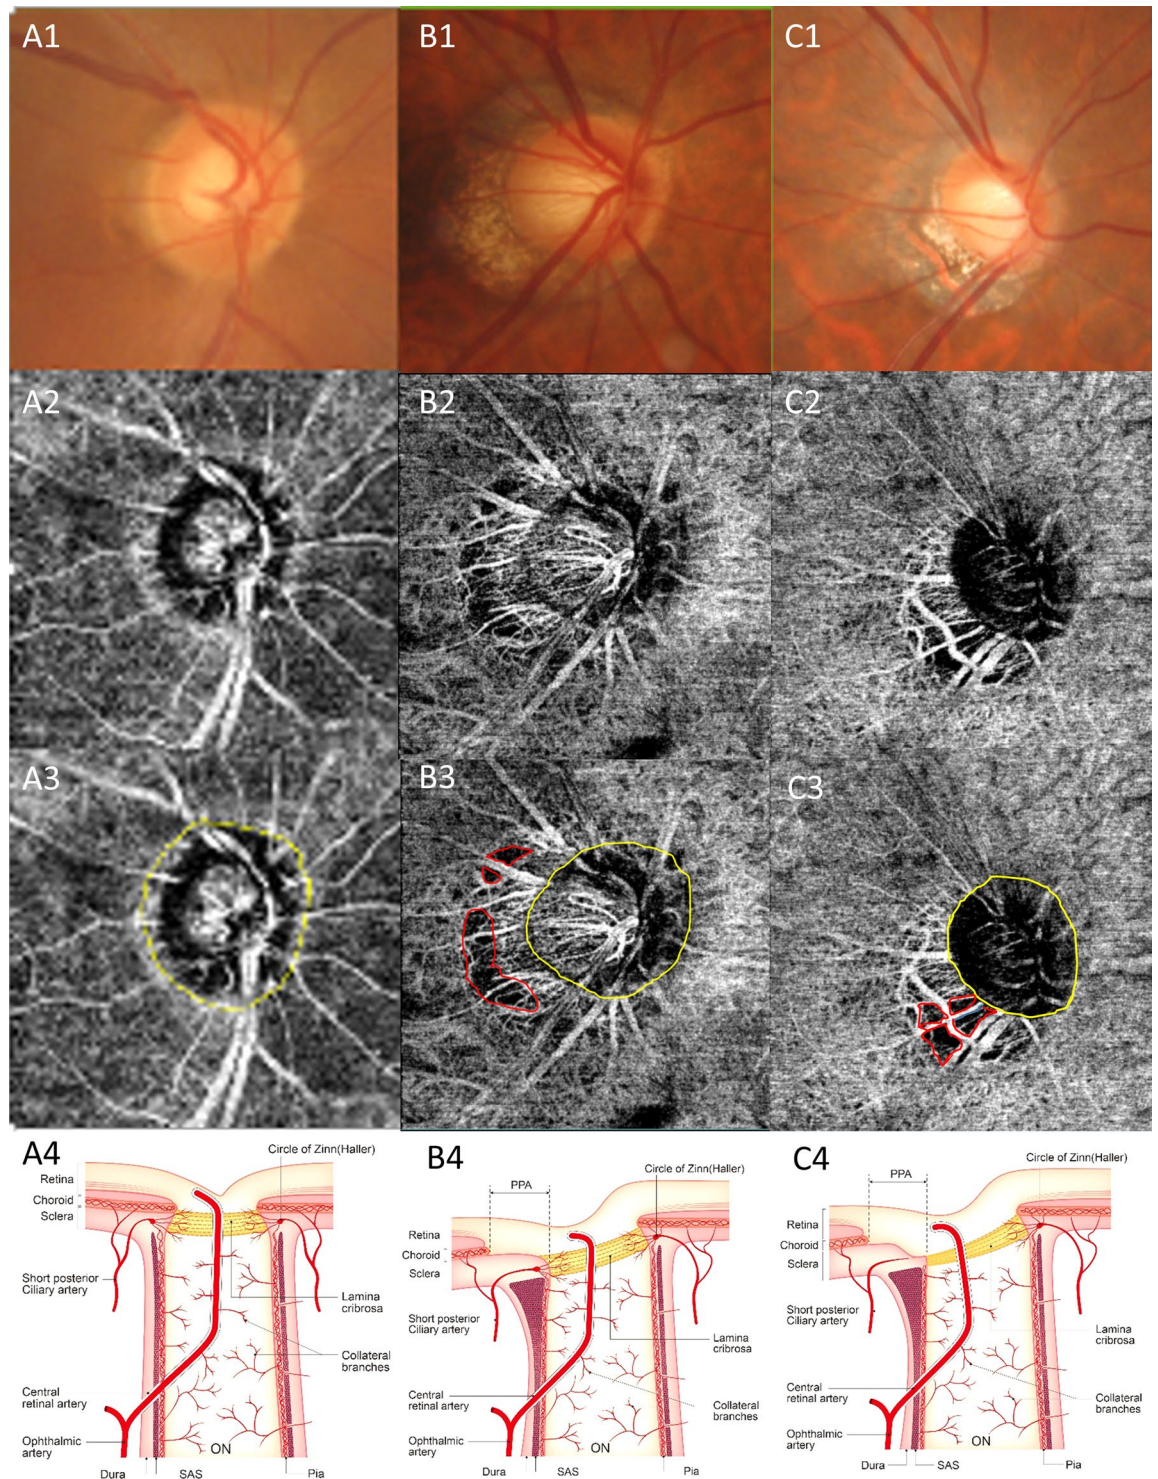 A1
B1
C1
A2
B2
C2
A3
B3
C3
A4
Circle of Zinn(Haller)
Retina
Choroid
Sclera
Short posterior
Ciliary artery
Lamina
cribrosa
Collateral
branches
Central
retinal artery
Ophthalmic
artery
ON
Dura
SAS
Pia
B4
PPA
Circle of Zinn(Haller)
Retina
Choroid
Sclera
Short posterior
Ciliary artery
Lamina
cribrosa
Central
retinal artery
Collateral
branches
Ophthalmic
artery
ON
Dura
SAS
Pia
C4
Circle of Zinn(Haller)
PPA
Retina
Choroid
Sclera
Short posterior
Ciliary artery
Lamina
cribrosa
Central
retinal artery
Collateral
branches
Ophthalmic
artery
ON
Dura
SAS
Pia